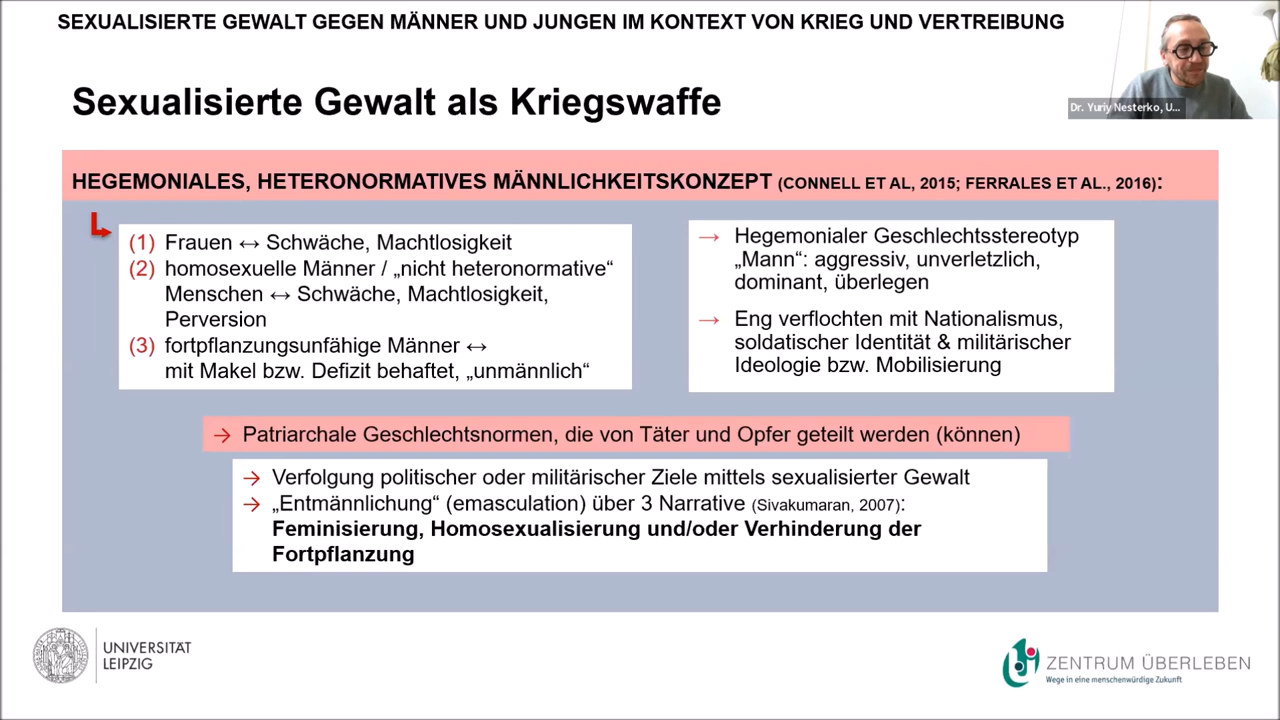 SEXUALISIERTE GEWALT GEGEN MÄNNER UND JUNGEN IM KONTEXT VON KRIEG UND VERTREIBUNG
Dr. Yuriy Nesterko, U...
Sexualisierte Gewalt als Kriegswaffe
HEGEMONIALES, HETERONORMATIVES MÄNNLICHKEITSKONZEPT (CONNELL ET AL, 2015; FERRALES ET AL., 2016):
(1) Frauen ↔ Schwäche, Machtlosigkeit
(2) homosexuelle Männer / „nicht heteronormative“
Menschen ↔ Schwäche, Machtlosigkeit,
Perversion
(3) fortpflanzungsunfähige Männer ↔
mit Makel bzw. Defizit behaftet, „unmännlich“
→ Hegemonialer Geschlechtsstereotyp
„Mann“: aggressiv, unverletzlich,
dominant, überlegen
→ Eng verflochten mit Nationalismus,
soldatischer Identität & militärischer
Ideologie bzw. Mobilisierung
→ Patriarchale Geschlechtsnormen, die von Täter und Opfer geteilt werden (können)
→ Verfolgung politischer oder militärischer Ziele mittels sexualisierter Gewalt
→ „Entmännlichung“ (emasculation) über 3 Narrative (Sivakumaran, 2007):
Feminisierung, Homosexualisierung und/oder Verhinderung der
Fortpflanzung
UNIVERSITÄT
LEIPZIG
ZENTRUM ÜBERLEBEN
Wege in eine menschenwürdige Zukunft